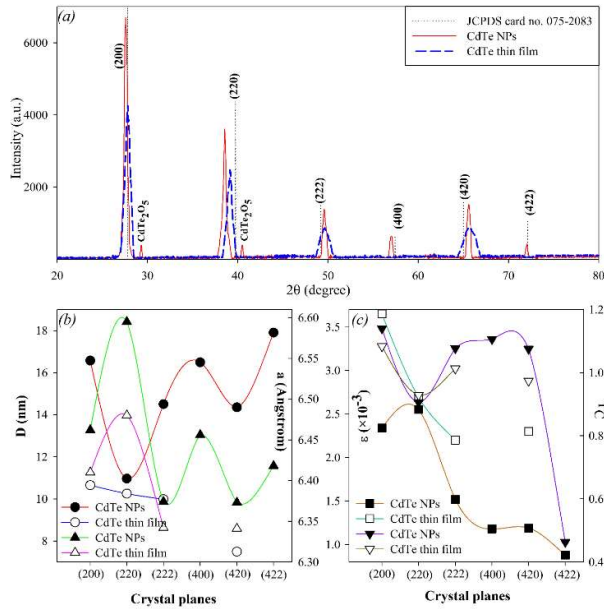 (a)
JCPDS card no. 075-2083
CdTe NPs
CdTe thin film
6000
4000
2000
Intensity (a.u.)
(200)
CdTe₂O₅
(220)
CdTe₂O₅
(222)
(400)
(420)
(422)
20 30 40 50 60 70 80
2θ (degree)
(b)
18
16
14
12
10
8
D (nm)
6.60
6.55
6.50
6.45
6.40
6.35
6.30
a (Angstrom)
CdTe NPs
CdTe thin film
CdTe NPs
CdTe thin film
(200) (220) (222) (400) (420) (422)
Crystal planes
(c)
3.5
3.0
2.5
2.0
1.5
1.0
ε (×10⁻³)
1.2
1.0
0.8
0.6
0.4
TC
CdTe NPs
CdTe thin film
CdTe NPs
CdTe thin film
(200) (220) (222) (400) (420) (422)
Crystal planes